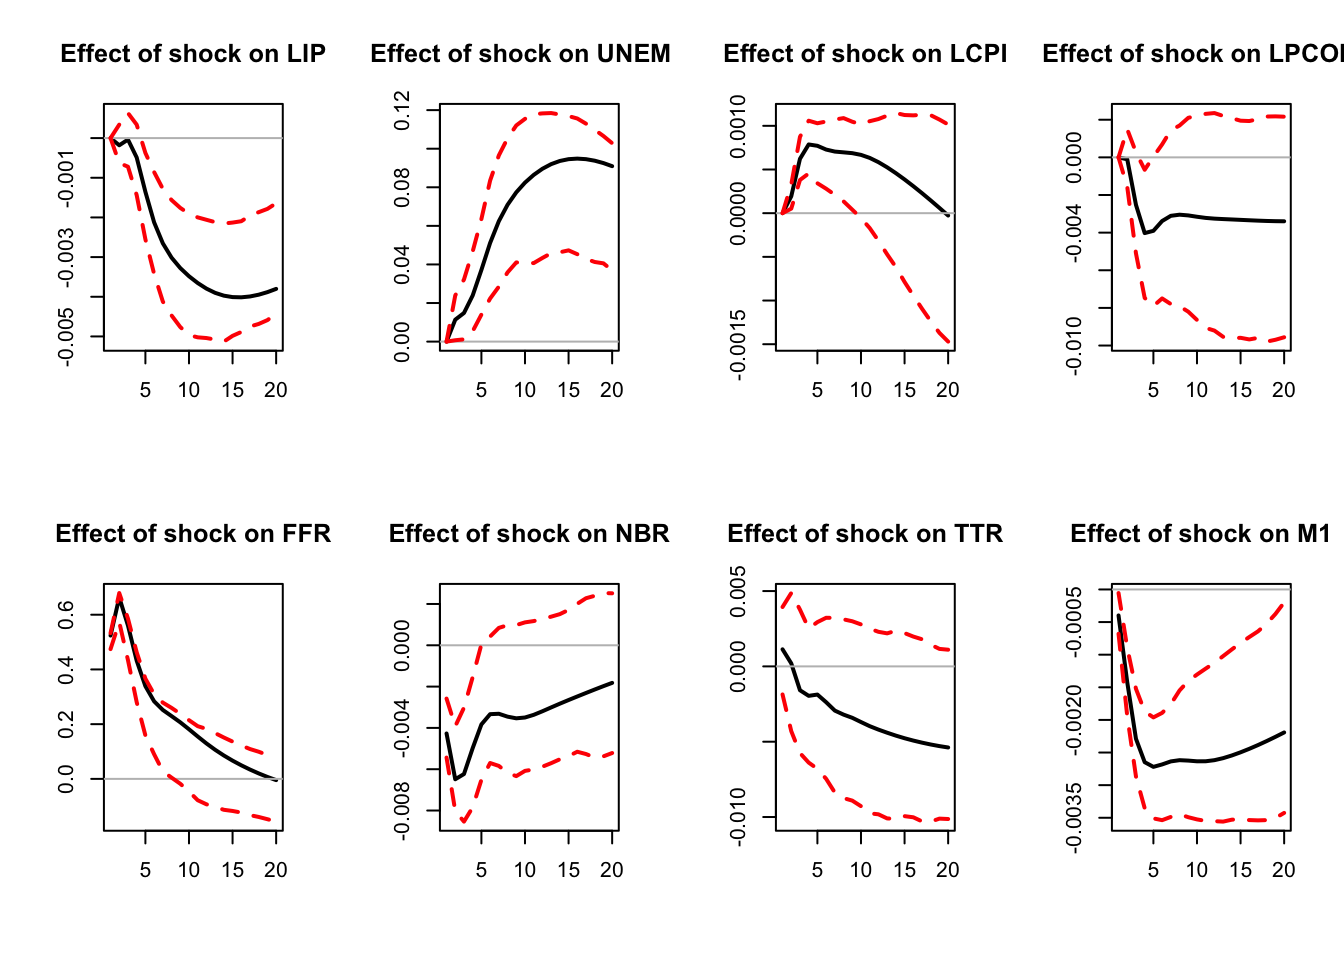 Effect of shock on LIP
Effect of shock on UNEM
Effect of shock on LCPI
Effect of shock on LPCO
-0.001
-0.003
-0.005
5 10 15 20
0.12
0.08
0.04
0.00
5 10 15 20
0.0010
0.0000
-0.0015
5 10 15 20
0.000
-0.004
-0.010
5 10 15 20
Effect of shock on FFR
Effect of shock on NBR
Effect of shock on TTR
Effect of shock on M1
0.6
0.4
0.2
0.0
5 10 15 20
0.000
-0.004
-0.008
5 10 15 20
0.005
0.000
-0.010
5 10 15 20
-0.0005
-0.0020
-0.0035
5 10 15 20